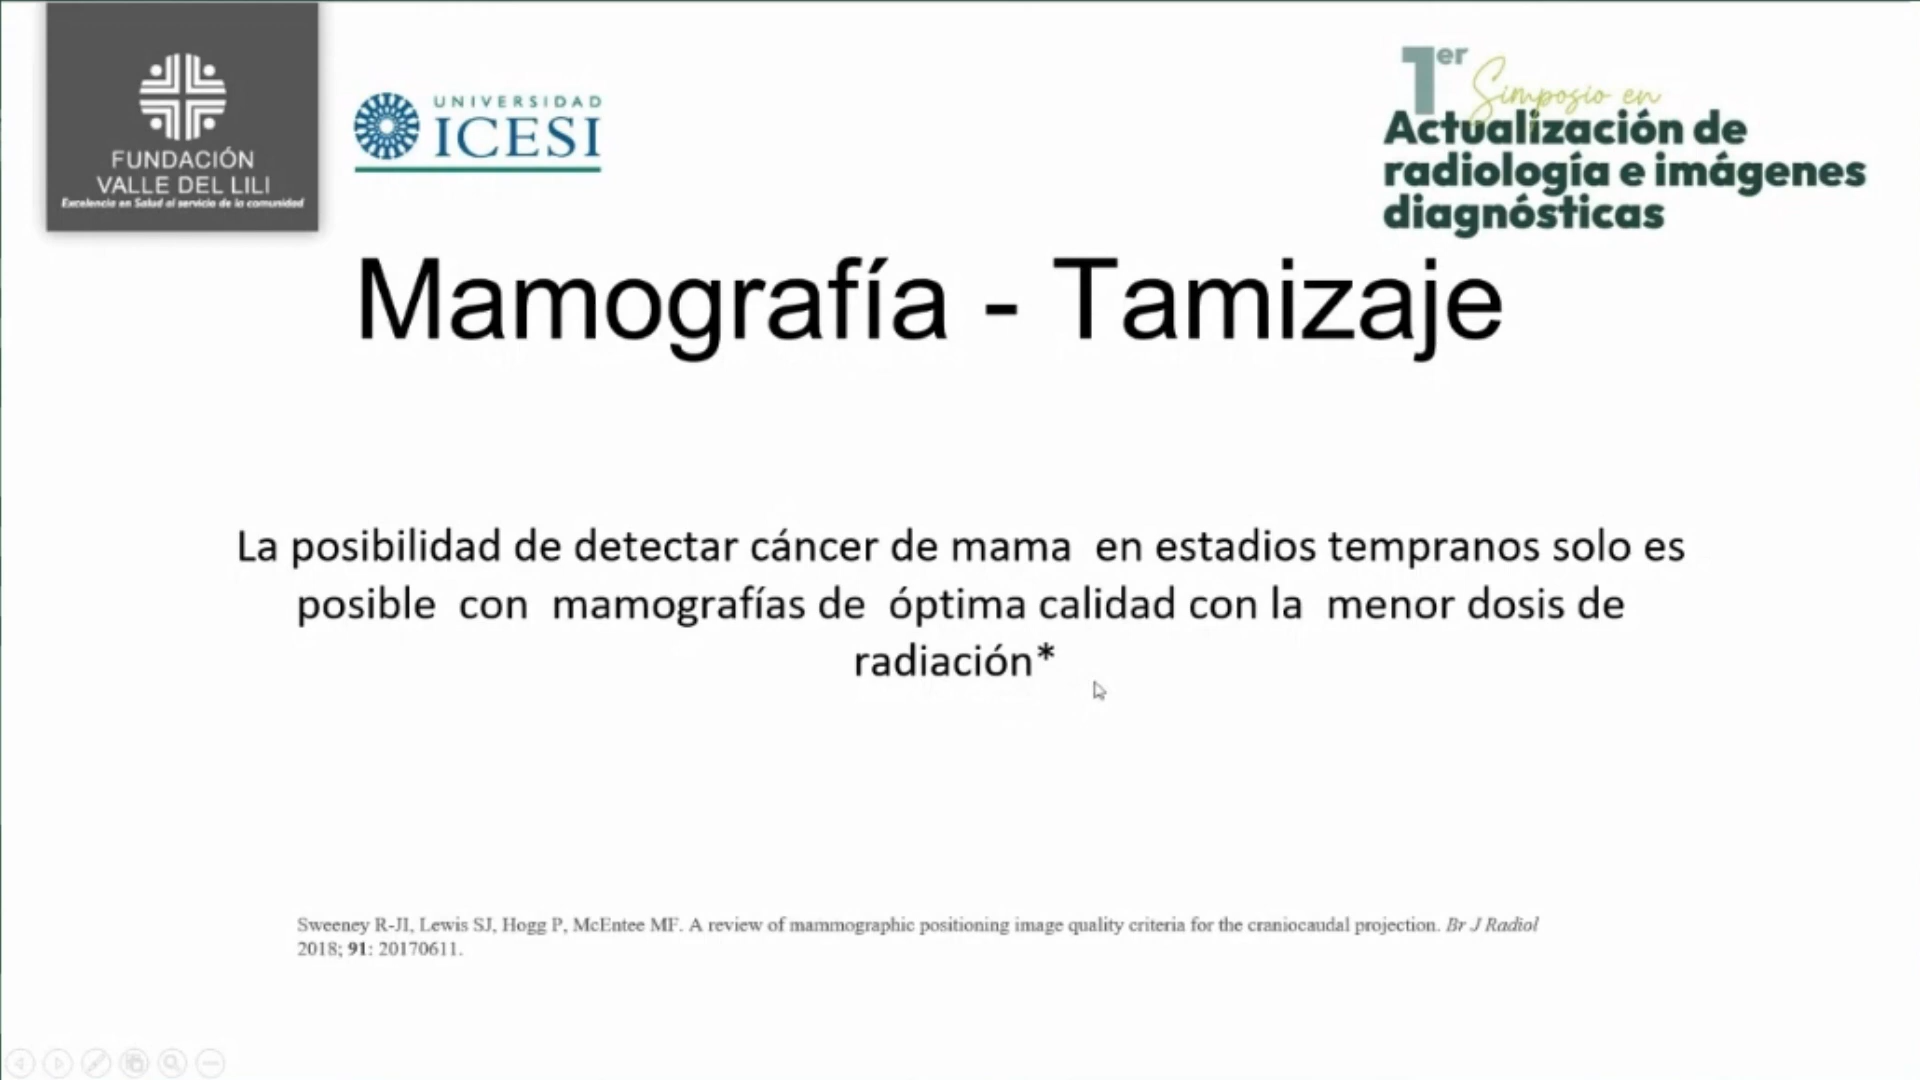 FUNDACIÓN
VALLE DEL LILI
Excelencia en Salud al servicio de la comunidad
UNIVERSIDAD
ICESI
1er
Simposio en
Actualización de
radiología e imágenes
diagnósticas
Mamografía - Tamizaje
La posibilidad de detectar cáncer de mama en estadios tempranos solo es
posible con mamografías de óptima calidad con la menor dosis de
radiación*
Sweeney R-JI, Lewis SJ, Hogg P, McEntee MF. A review of mammographic positioning image quality criteria for the craniocaudal projection. Br J Radiol
2018; 91: 20170611.